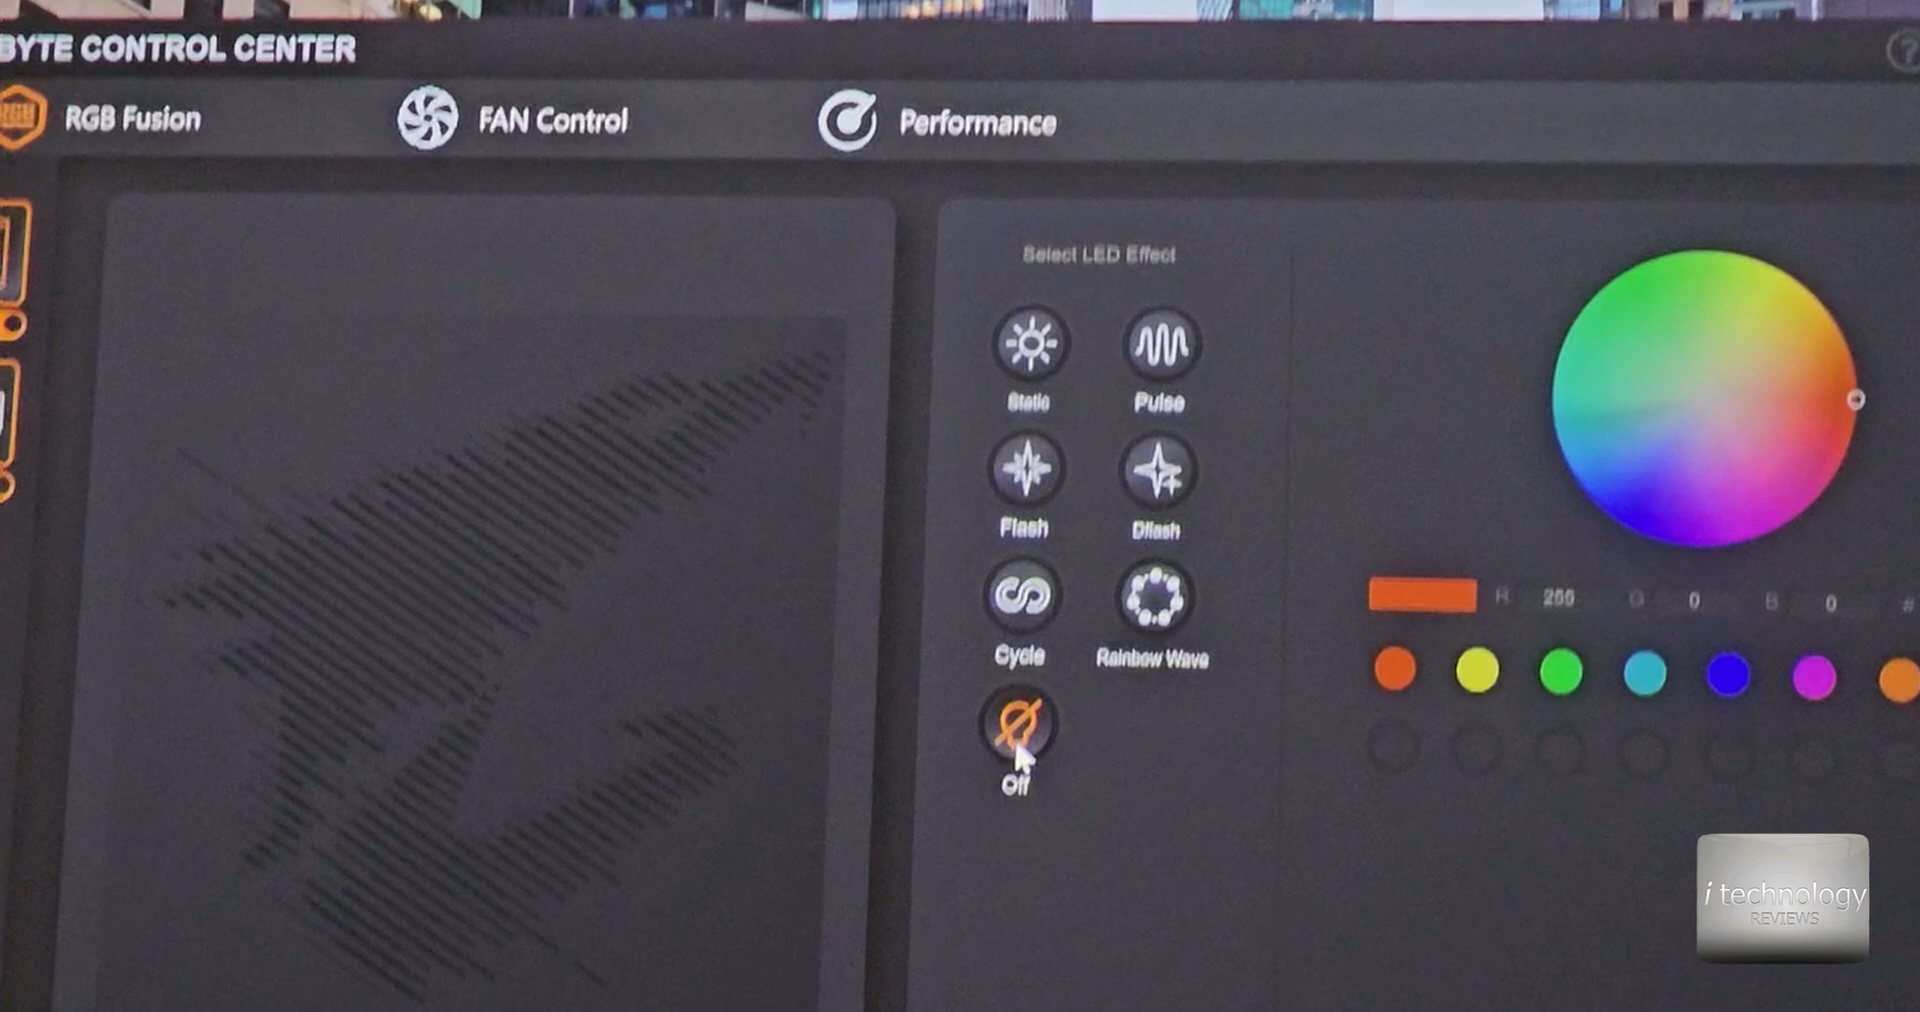 BYTE CONTROL CENTER
?
RGB
RGB Fusion
FAN Control
Performance
Select LED Effect
Static
Pulse
Flash
Dflash
R 255 G 0 B 0 #
Cycle
Rainbow Wave
Off
i technology
REVIEWS